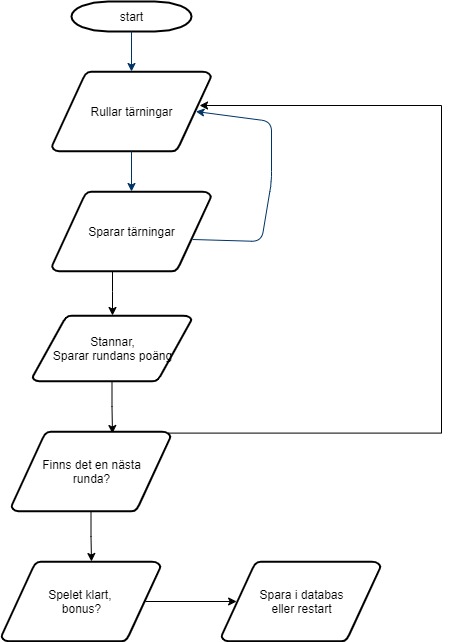 start
Rullar tärningar
Sparar tärningar
Stannar,
Sparar rundans poäng
Finns det en nästa
runda?
Spelet klart,
bonus?
Spara i databas
eller restart